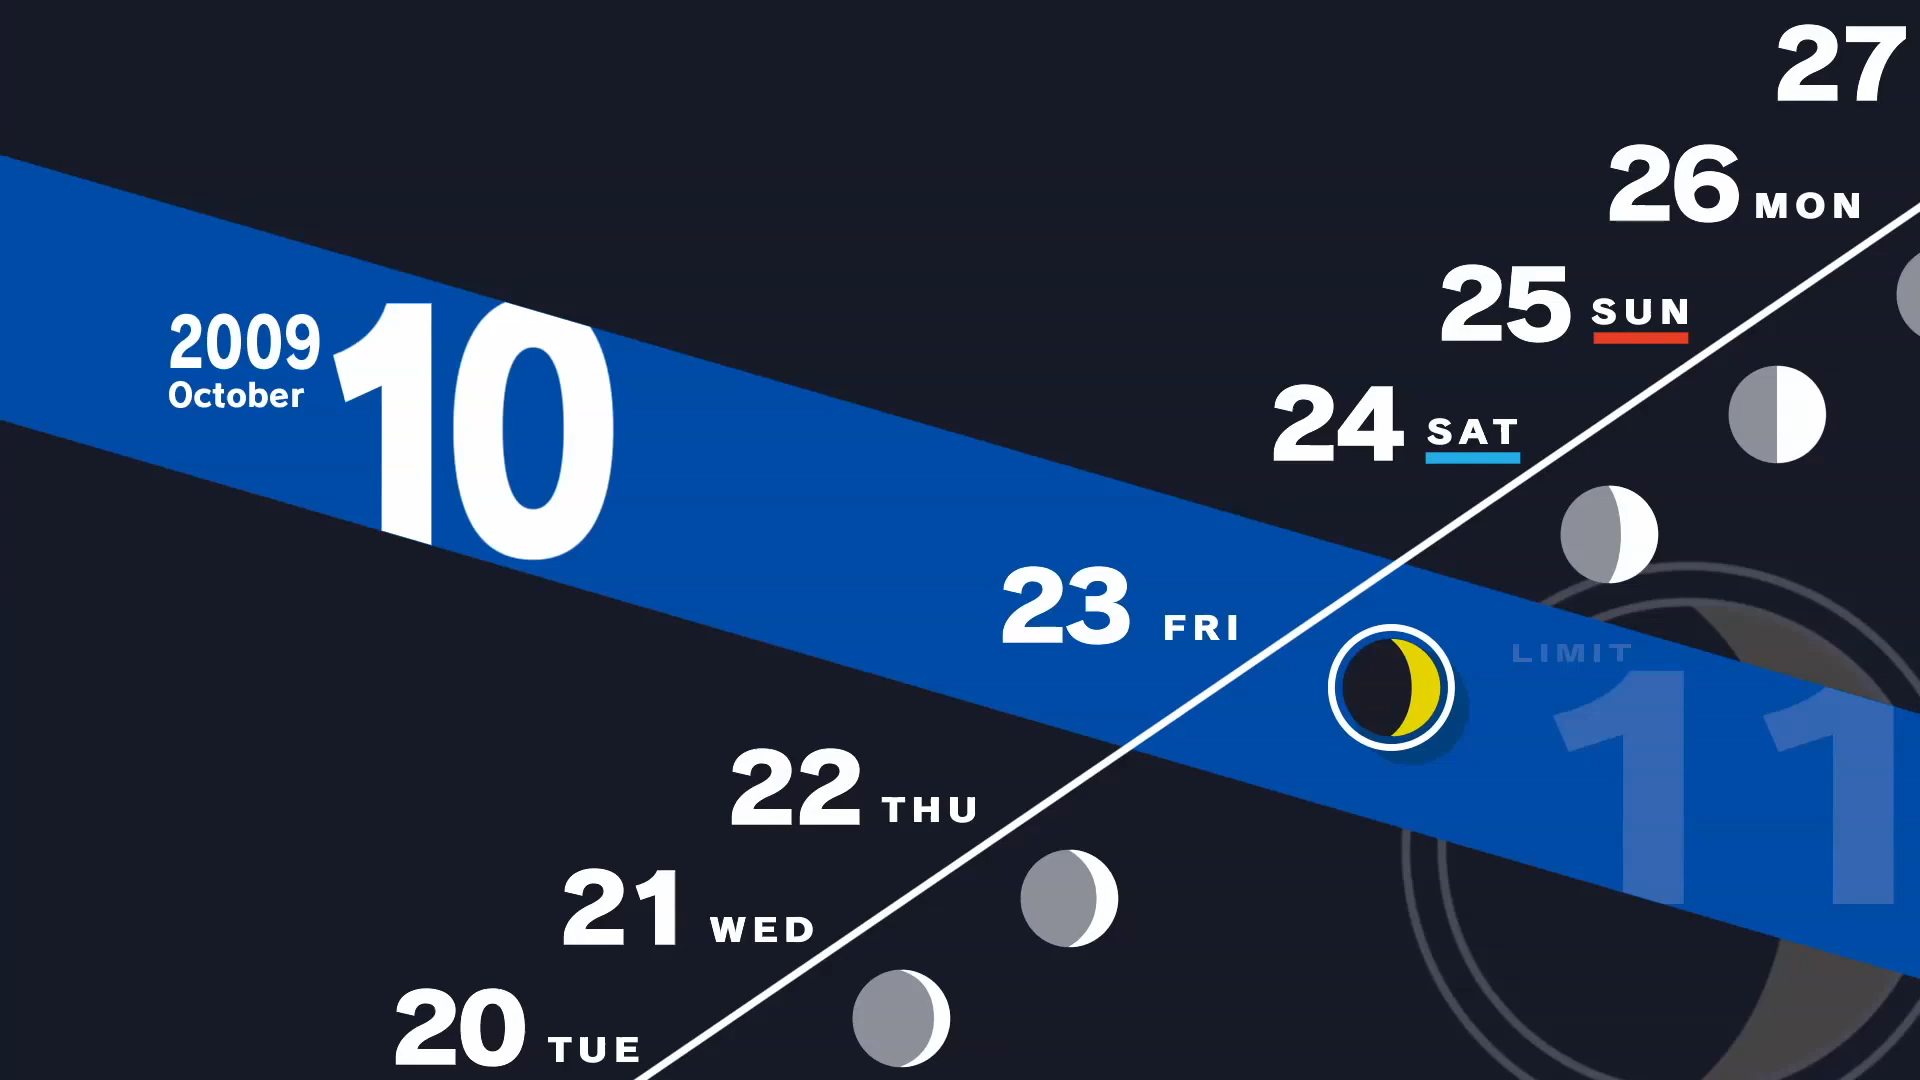 27
26 MON
25 SUN
24 SAT
2009
October
10
23 FRI
LIMIT
11
22 THU
21 WED
20 TUE